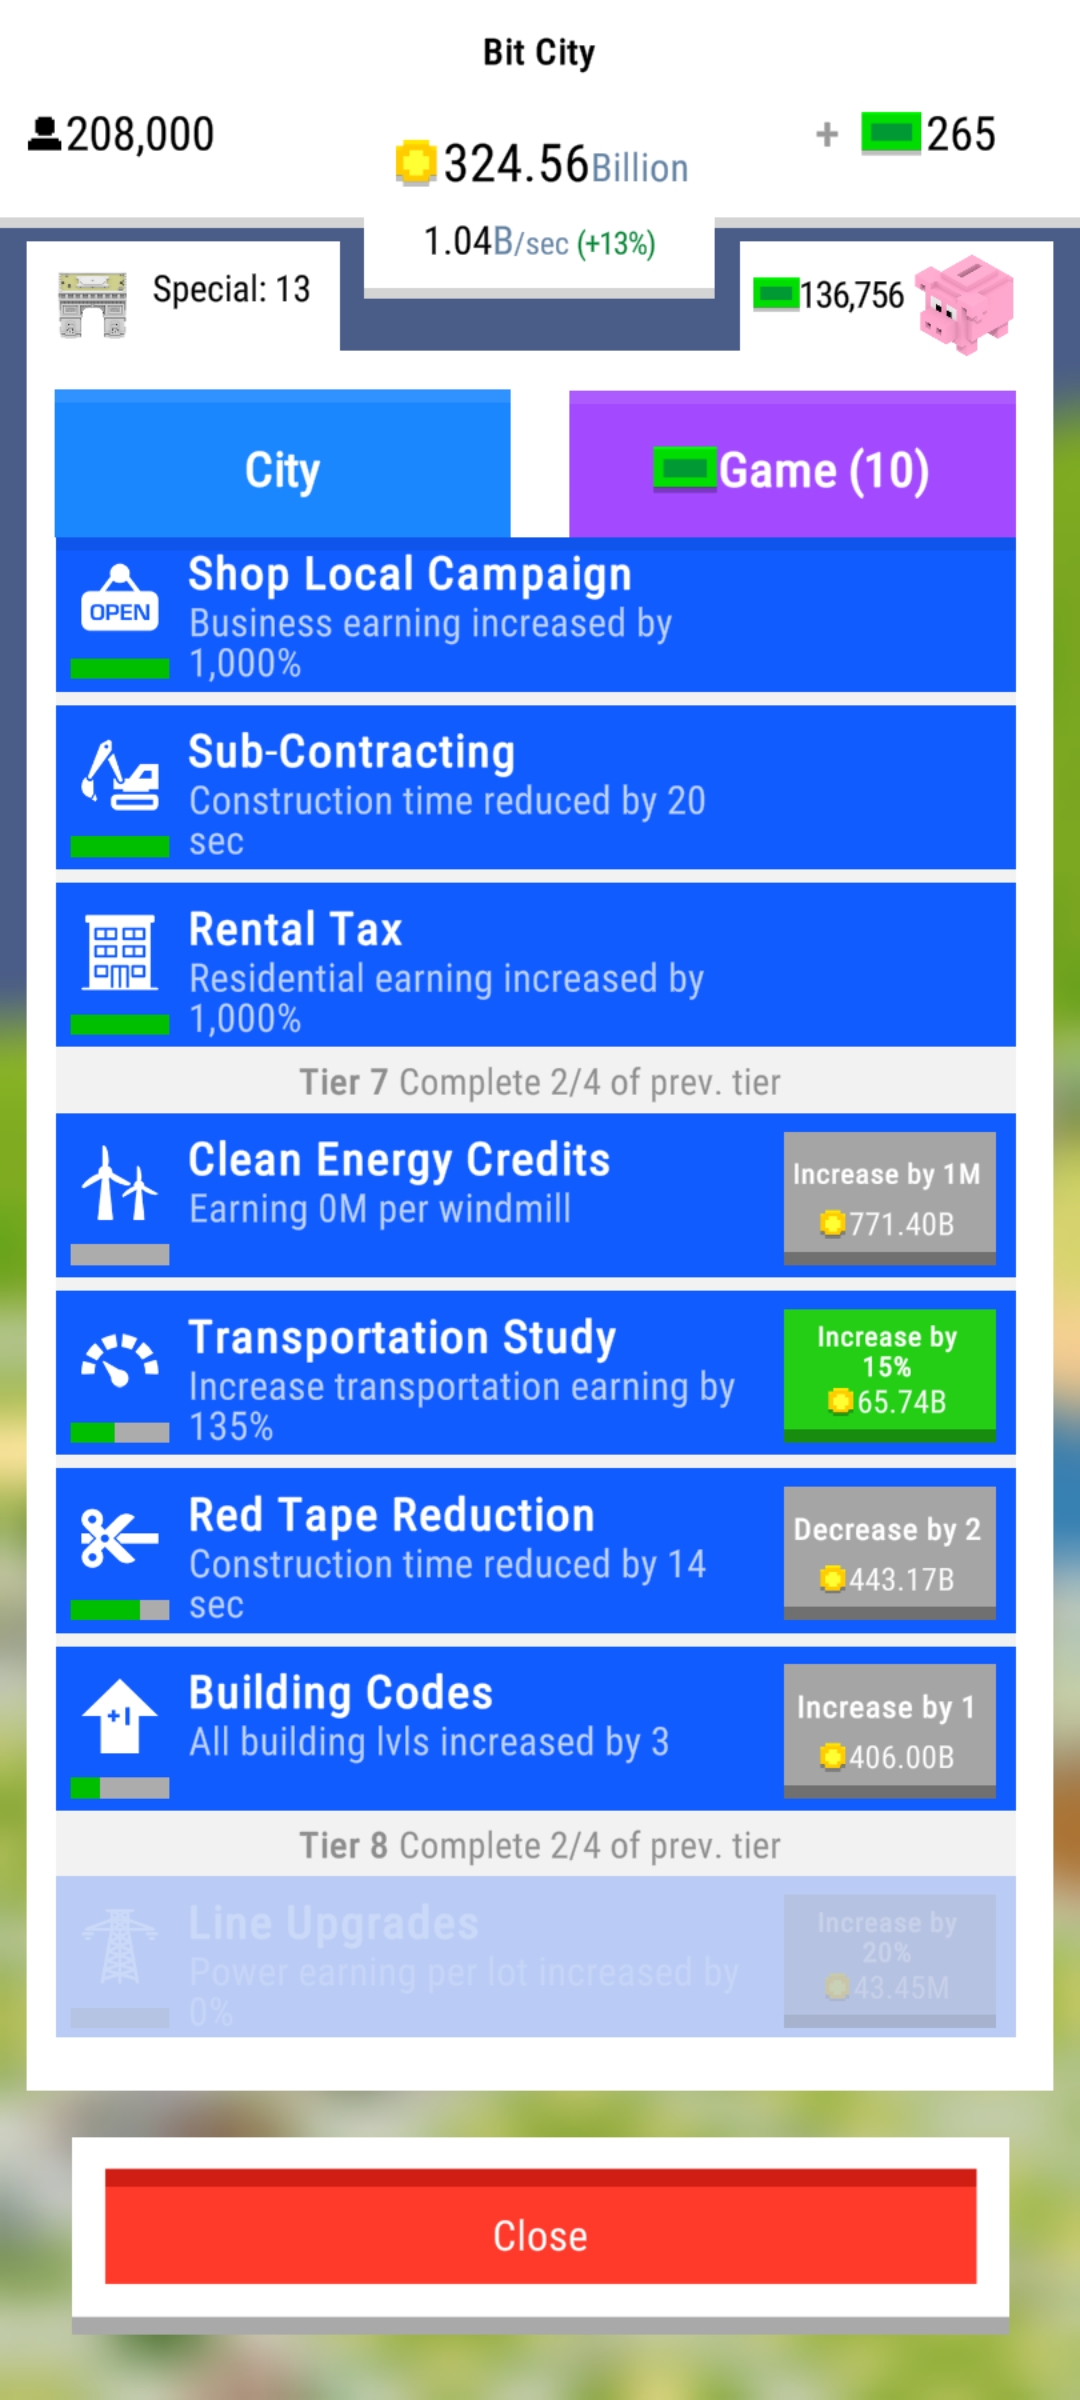 Bit City
208,000
324.56Billion
+ 265
1.04B/sec (+13%)
Special: 13
136,756
City
Game (10)
OPEN
Shop Local Campaign
Business earning increased by
1,000%
Sub-Contracting
Construction time reduced by 20
sec
Rental Tax
Residential earning increased by
1,000%
Tier 7 Complete 2/4 of prev. tier
Clean Energy Credits
Earning 0M per windmill
Increase by 1M
771.40B
Transportation Study
Increase transportation earning by
135%
Increase by
15%
65.74B
Red Tape Reduction
Construction time reduced by 14
sec
Decrease by 2
443.17B
+1
Building Codes
All building lvls increased by 3
Increase by 1
406.00B
Tier 8 Complete 2/4 of prev. tier
Line Upgrades
Power earning per lot increased by
0%
Increase by
20%
43.45M
Close